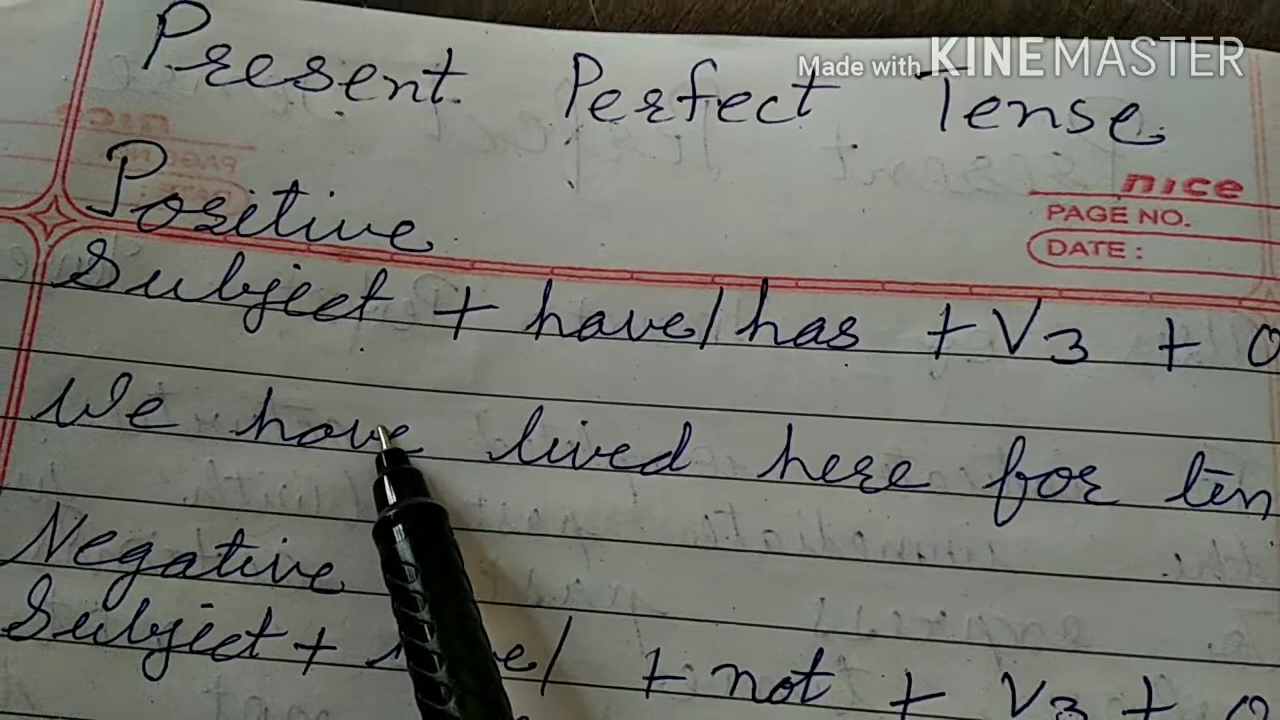 Made with KINEMASTER
Present Perfect Tense
nice
PAGE NO.
DATE :
Positive
Subject + have/has + V3 + O
We have lived here for ten
Negative
Subject + / + not + V3 + O